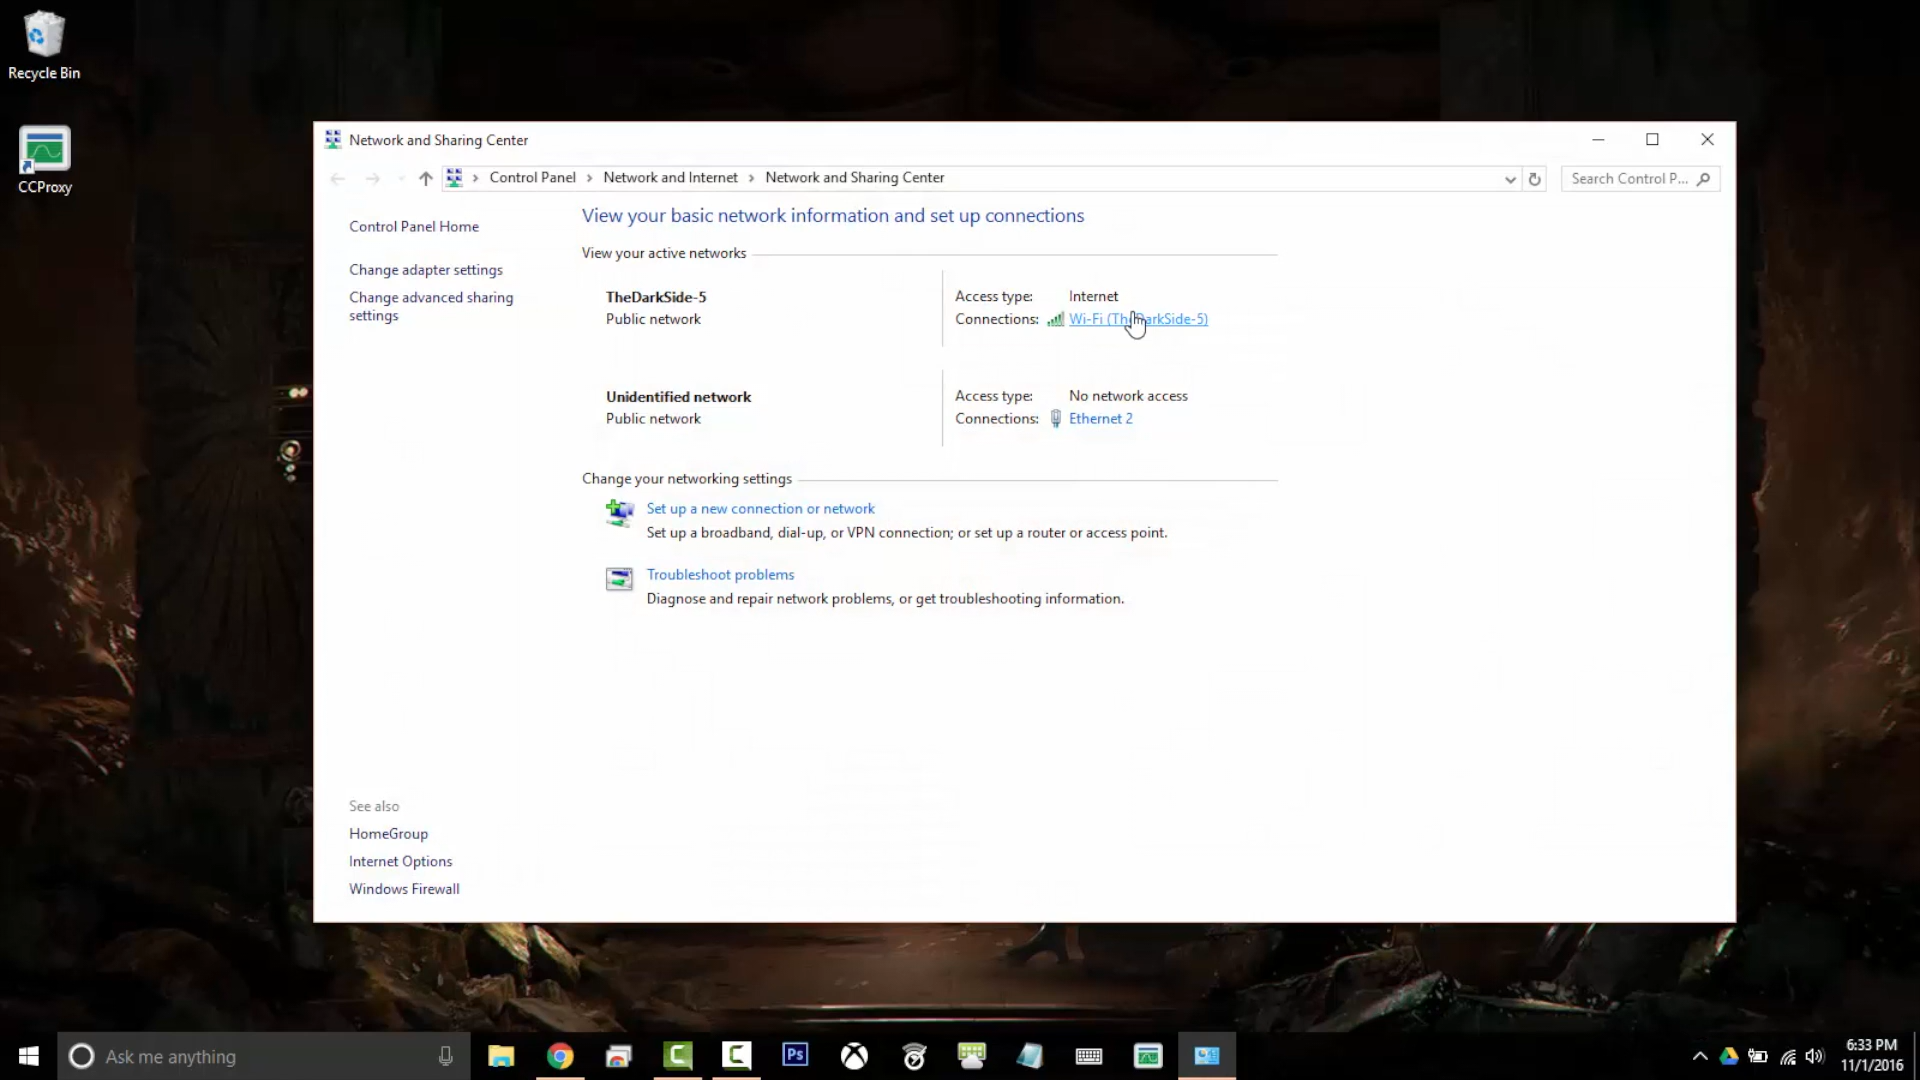 Recycle Bin
CCProxy
Network and Sharing Center
Control Panel
Network and Internet
Network and Sharing Center
Search Control P...
Control Panel Home
Change adapter settings
Change advanced sharing
settings
View your basic network information and set up connections
View your active networks
TheDarkSide-5
Public network
Access type: Internet
Connections: Wi-Fi (TheDarkSide-5)
Unidentified network
Public network
Access type: No network access
Connections: Ethernet 2
Change your networking settings
Set up a new connection or network
Set up a broadband, dial-up, or VPN connection; or set up a router or access point.
Troubleshoot problems
Diagnose and repair network problems, or get troubleshooting information.
See also
HomeGroup
Internet Options
Windows Firewall
Ask me anything
Ps
6:33 PM
11/1/2016